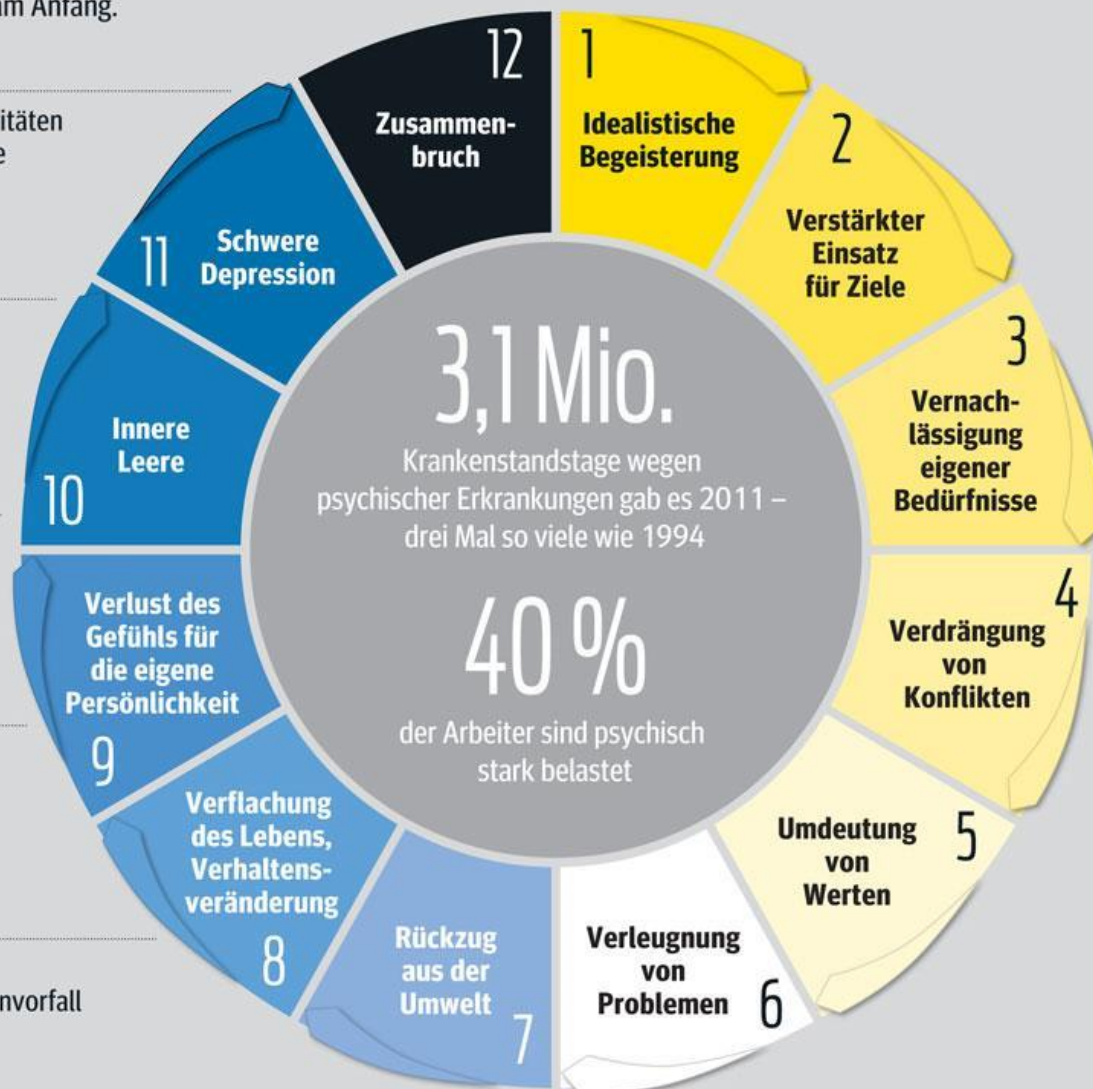 am Anfang.
12
Zusammen-
bruch
1
Idealistische
Begeisterung
2
Verstärkter
Einsatz
für Ziele
3
Vernach-
lässigung
eigener
Bedürfnisse
4
Verdrängung
von
Konflikten
5
Umdeutung
von
Werten
6
Verleugnung
von
Problemen
7
Rückzug
aus der
Umwelt
8
Verflachung
des Lebens,
Verhaltens-
veränderung
9
Verlust des
Gefühls für
die eigene
Persönlichkeit
10
Innere
Leere
11
Schwere
Depression
3,1 Mio.
Krankenstandstage wegen
psychischer Erkrankungen gab es 2011 –
drei Mal so viele wie 1994
40 %
der Arbeiter sind psychisch
stark belastet